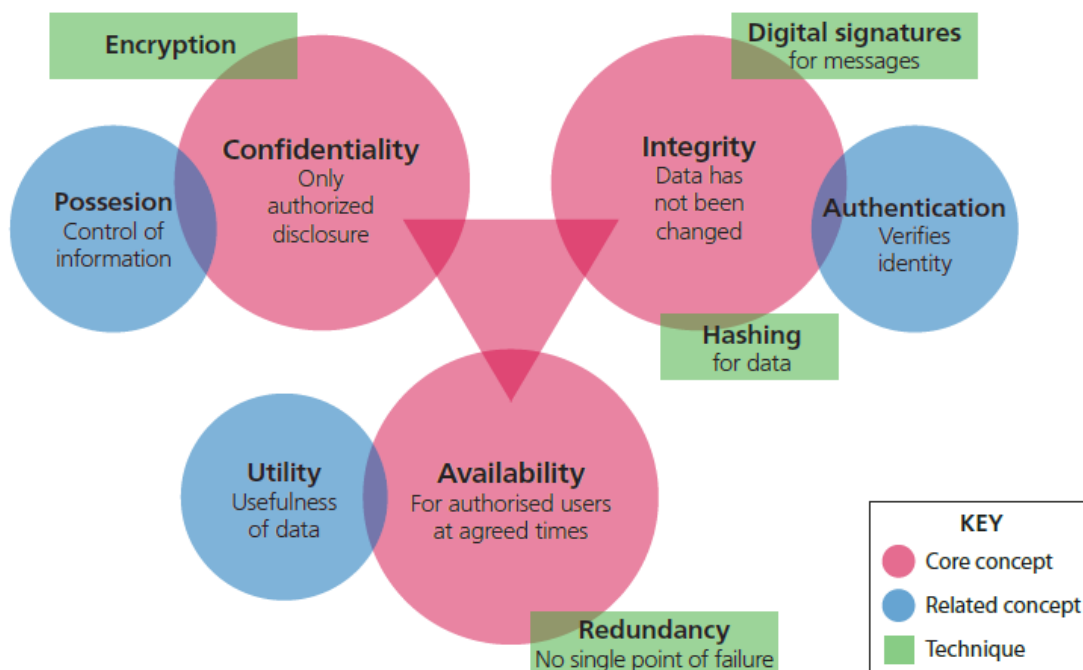 Encryption
Digital signatures
for messages
Confidentiality
Only
authorized
disclosure
Integrity
Data has
not been
changed
Possesion
Control of
information
Authentication
Verifies
identity
Hashing
for data
Utility
Usefulness
of data
Availability
For authorised users
at agreed times
Redundancy
No single point of failure
KEY
Core concept
Related concept
Technique